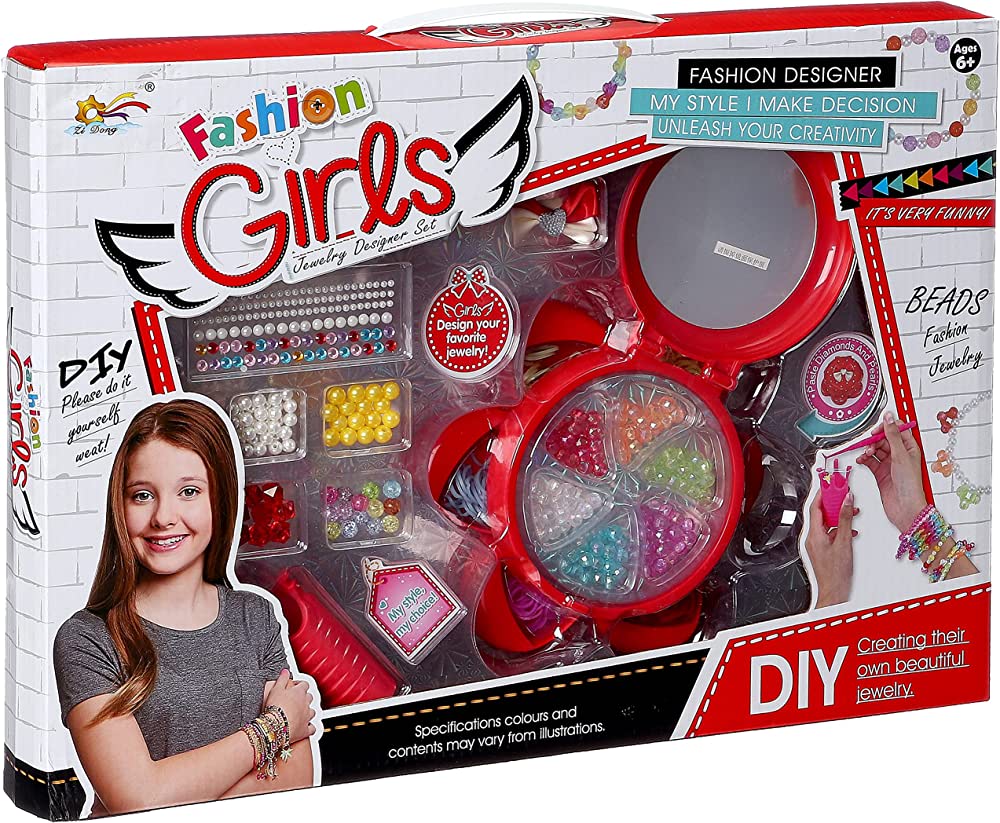 Zi Dong
®
Fashion
Girls
Jewelry Designer Set
FASHION DESIGNER
MY STYLE I MAKE DECISION
UNLEASH YOUR CREATIVITY
Ages
6+
IT'S VERY FUNNY!
BEADS
Fashion
Jewelry
DIY
Please do it
yourself
weat!
Girls
Design your
favorite
jewelry!
Paste Diamonds And Pearls
My style,
my choice!
Fashion
Girls
Specifications colours and
contents may vary from illustrations.
DIY
Creating their
own beautiful
jewelry.